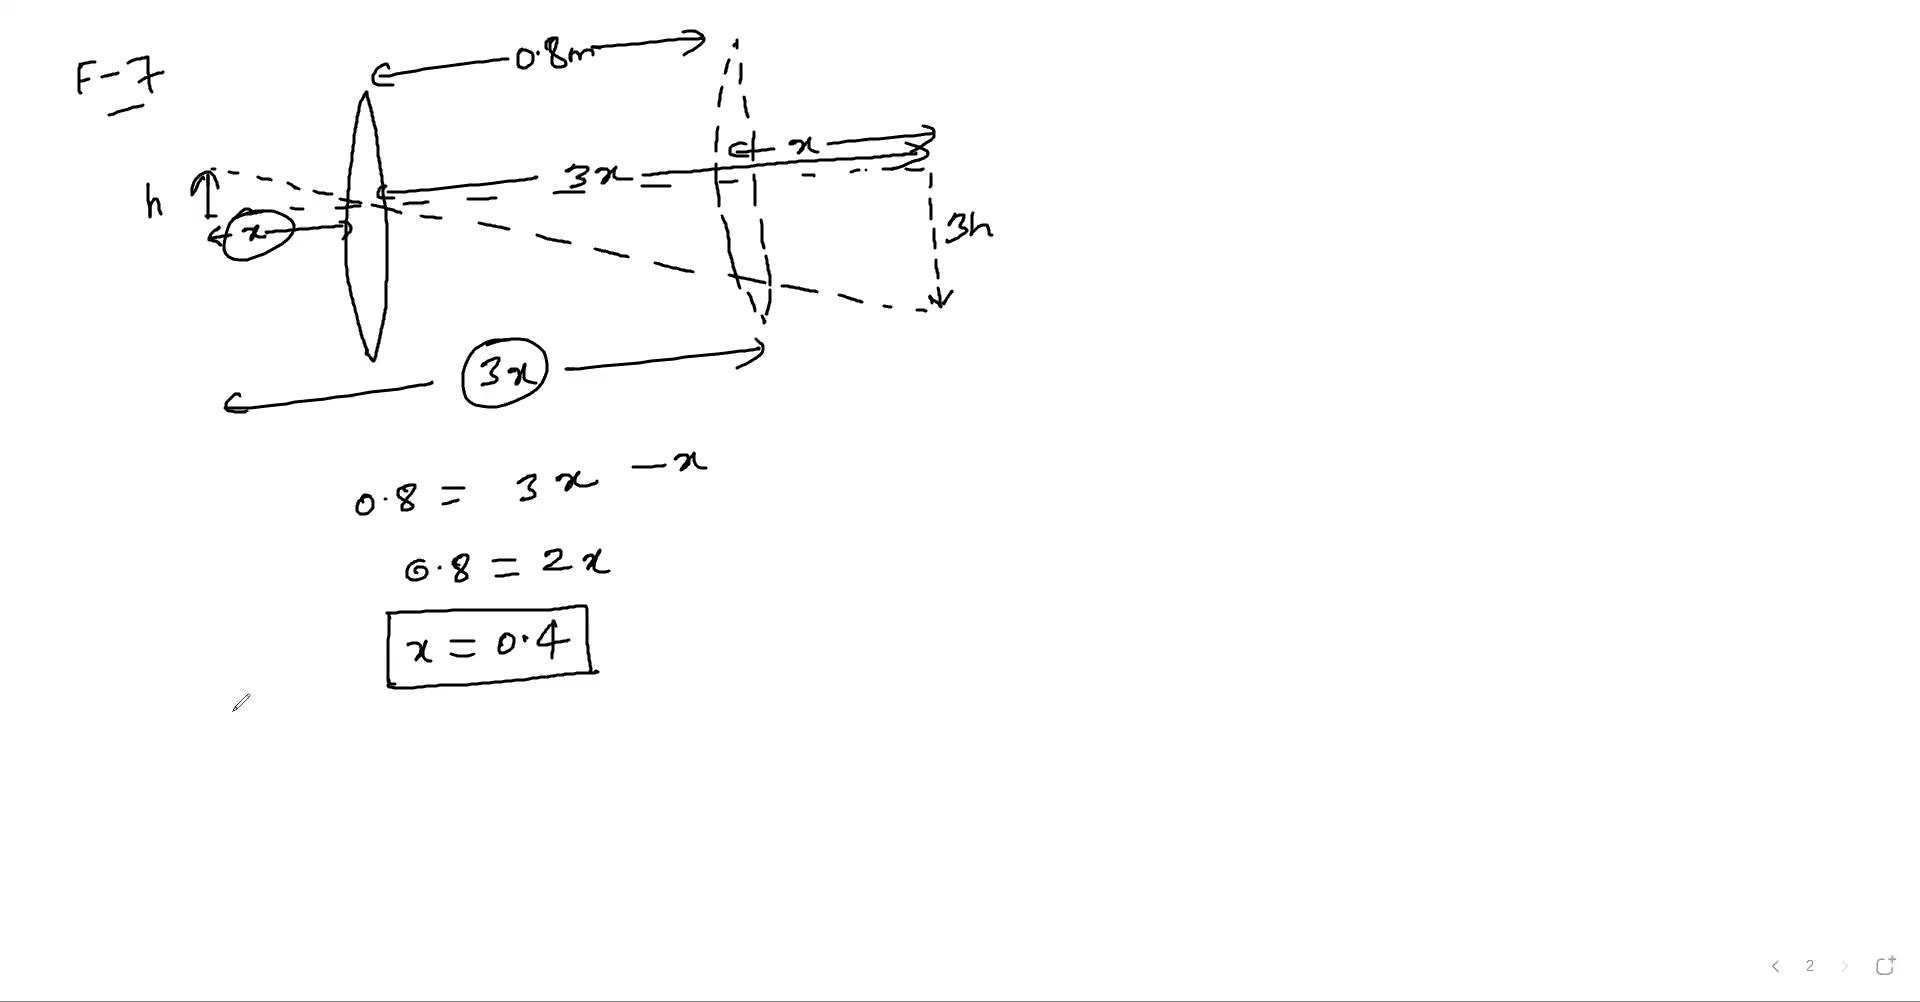 F-7
0.8m
x
3x
h
x
3h
3x
0.8 = 3x - x
0.8 = 2x
x = 0.4
2